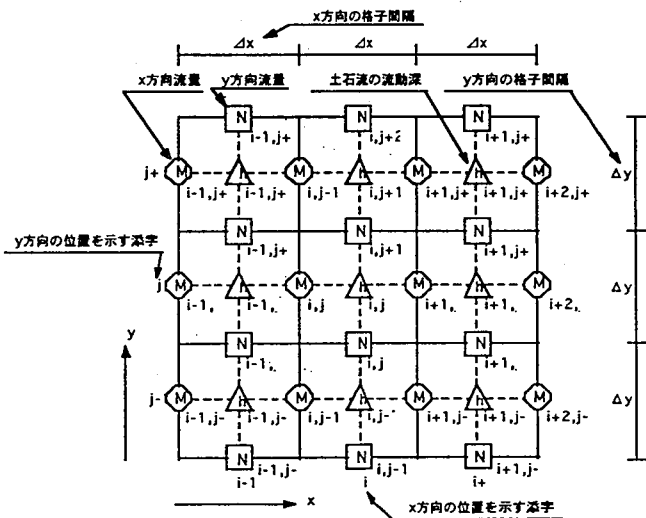 x方向の格子間隔
Δx Δx Δx
x方向流量 y方向流量 土石流の流動深 y方向の格子間隔
N N N
i-1,j+ i,j+2 i+1,j+
j+ M h M h M h M Δy
i-1,j+ i-1,j+ i,j-1 i,j+1 i+1,j+ i+1,j+ i+2,j+
N N N
i-1,j+ i,j+1 i+1,j+
y方向の位置を示す添字
j M h M h M h M Δy
i-1, i-1, i,j i,j i+1, i+1, i+2,
N N N
i-1, i,j i+1,
y
j- M h M h M h M Δy
i-1,j- i-1,j- i,j-1 i,j- i+1,j- i+1,j- i+2,j-
N N N
i-1,j- i,j-1 i+1,j-
i-1 i i+
x
x方向の位置を示す添字